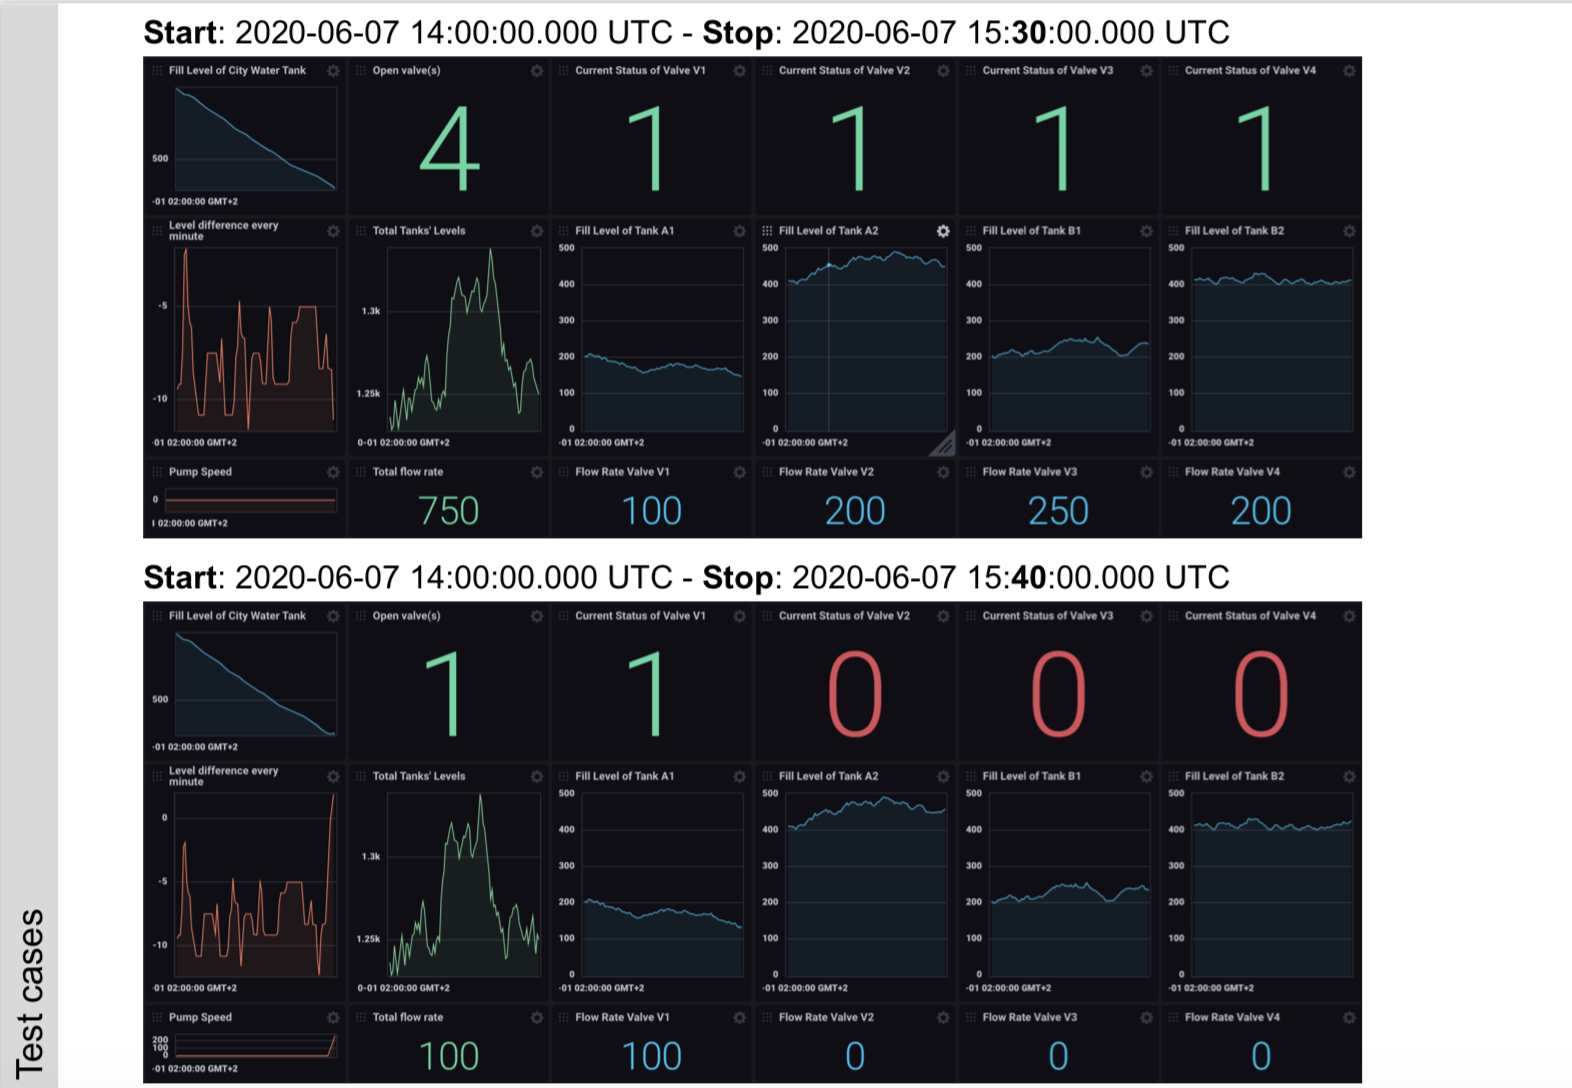 Start: 2020-06-07 14:00:00.000 UTC - Stop: 2020-06-07 15:30:00.000 UTC
Fill Level of City Water Tank
500
-01 02:00:00 GMT+2
Open valve(s)
4
Current Status of Valve V1
1
Current Status of Valve V2
1
Current Status of Valve V3
1
Current Status of Valve V4
1
Level difference every
minute
-5
-10
-01 02:00:00 GMT+2
Total Tanks' Levels
1.3k
1.25k
0-01 02:00:00 GMT+2
Fill Level of Tank A1
500
400
300
200
100
0
-01 02:00:00 GMT+2
Fill Level of Tank A2
500
400
300
200
100
0
-01 02:00:00 GMT+2
Fill Level of Tank B1
500
400
300
200
100
0
-01 02:00:00 GMT+2
Fill Level of Tank B2
500
400
300
200
100
0
-01 02:00:00 GMT+2
Pump Speed
0
02:00:00 GMT+2
Total flow rate
750
Flow Rate Valve V1
100
Flow Rate Valve V2
200
Flow Rate Valve V3
250
Flow Rate Valve V4
200
Start: 2020-06-07 14:00:00.000 UTC - Stop: 2020-06-07 15:40:00.000 UTC
Fill Level of City Water Tank
500
-01 02:00:00 GMT+2
Open valve(s)
1
Current Status of Valve V1
1
Current Status of Valve V2
0
Current Status of Valve V3
0
Current Status of Valve V4
0
Level difference every
minute
0
-5
-10
-01 02:00:00 GMT+2
Total Tanks' Levels
1.3k
1.25k
0-01 02:00:00 GMT+2
Fill Level of Tank A1
500
400
300
200
100
0
-01 02:00:00 GMT+2
Fill Level of Tank A2
500
400
300
200
100
0
-01 02:00:00 GMT+2
Fill Level of Tank B1
500
400
300
200
100
0
-01 02:00:00 GMT+2
Fill Level of Tank B2
500
400
300
200
100
0
-01 02:00:00 GMT+2
Pump Speed
200
100
0
-01 02:00:00 GMT+2
Total flow rate
100
Flow Rate Valve V1
100
Flow Rate Valve V2
0
Flow Rate Valve V3
0
Flow Rate Valve V4
0
Test cases